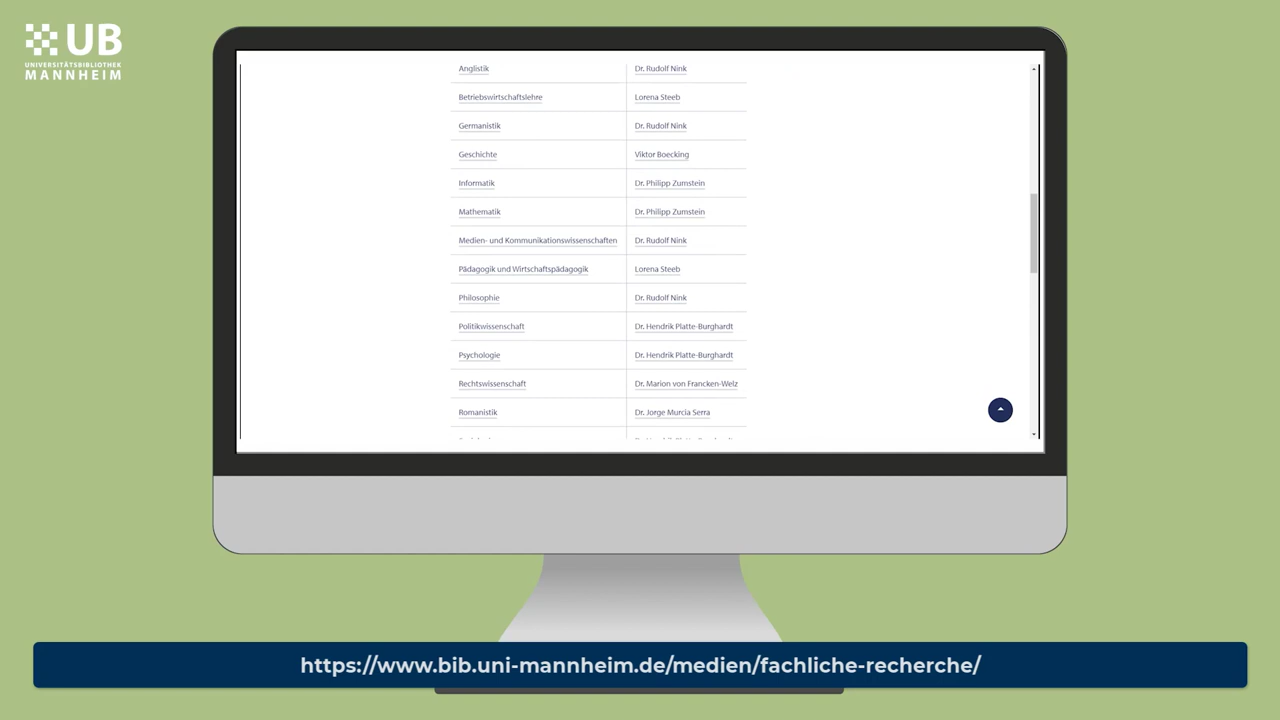 UB
UNIVERSITÄTSBIBLIOTHEK
MANNHEIM
Anglistik Dr. Rudolf Nink
Betriebswirtschaftslehre Lorena Steeb
Germanistik Dr. Rudolf Nink
Geschichte Viktor Boecking
Informatik Dr. Philipp Zumstein
Mathematik Dr. Philipp Zumstein
Medien- und Kommunikationswissenschaften Dr. Rudolf Nink
Pädagogik und Wirtschaftspädagogik Lorena Steeb
Philosophie Dr. Rudolf Nink
Politikwissenschaft Dr. Hendrik Platte-Burghardt
Psychologie Dr. Hendrik Platte-Burghardt
Rechtswissenschaft Dr. Marion von Francken-Welz
Romanistik Dr. Jorge Murcia Serra
https://www.bib.uni-mannheim.de/medien/fachliche-recherche/